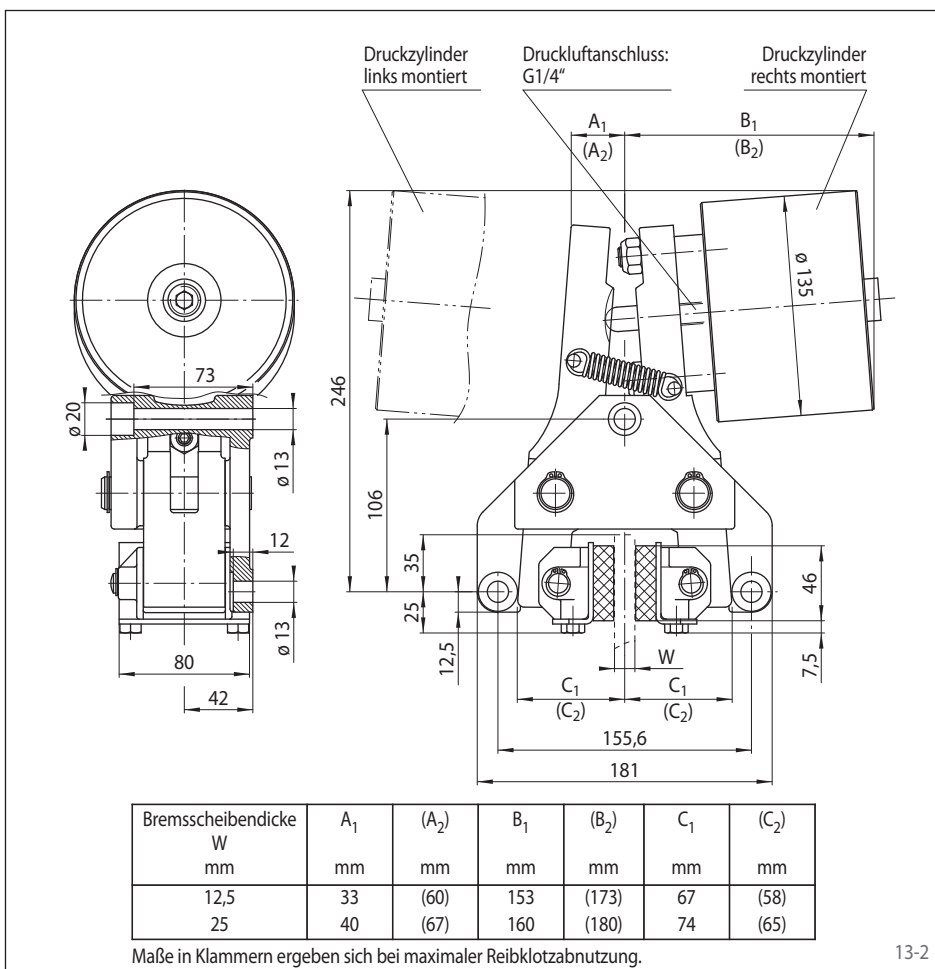 Druckzylinder
links montiert
Druckluftanschluss:
G1/4“
Druckzylinder
rechts montiert
A1
(A2)
B1
(B2)
ø 135
246
106
35
25
12,5
73
ø 20
ø 13
12
ø 13
80
42
46
7,5
W
C1
(C2)
C1
(C2)
155,6
181
Bremsscheibendicke A1 (A2) B1 (B2) C1 (C2)
W
mm mm mm mm mm mm mm
12,5 33 (60) 153 (173) 67 (58)
25 40 (67) 160 (180) 74 (65)
Maße in Klammern ergeben sich bei maximaler Reibklotzabnutzung.
13-2